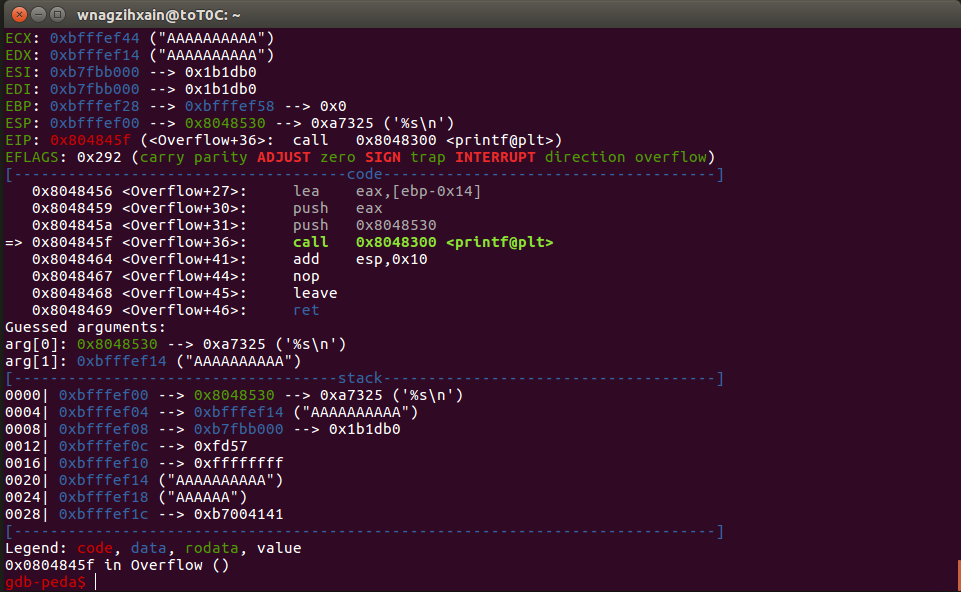 wnagzihxain@toT0C: ~
ECX: 0xbfffef44 ("AAAAAAAAAA")
EDX: 0xbfffef14 ("AAAAAAAAAA")
ESI: 0xb7fbb000 --> 0x1b1db0
EDI: 0xb7fbb000 --> 0x1b1db0
EBP: 0xbfffef28 --> 0xbfffef58 --> 0x0
ESP: 0xbfffef00 --> 0x8048530 --> 0xa7325 ('%s\n')
EIP: 0x804845f (<Overflow+36>: call   0x8048300 <printf@plt>)
EFLAGS: 0x292 (carry parity ADJUST zero SIGN trap INTERRUPT direction overflow)
[-------------------------------------code-------------------------------------]
   0x8048456 <Overflow+27>:     lea    eax,[ebp-0x14]
   0x8048459 <Overflow+30>:     push   eax
   0x804845a <Overflow+31>:     push   0x8048530
=> 0x804845f <Overflow+36>:     call   0x8048300 <printf@plt>
   0x8048464 <Overflow+41>:     add    esp,0x10
   0x8048467 <Overflow+44>:     nop
   0x8048468 <Overflow+45>:     leave
   0x8048469 <Overflow+46>:     ret
Guessed arguments:
arg[0]: 0x8048530 --> 0xa7325 ('%s\n')
arg[1]: 0xbfffef14 ("AAAAAAAAAA")
[------------------------------------stack-------------------------------------]
0000| 0xbfffef00 --> 0x8048530 --> 0xa7325 ('%s\n')
0004| 0xbfffef04 --> 0xbfffef14 ("AAAAAAAAAA")
0008| 0xbfffef08 --> 0xb7fbb000 --> 0x1b1db0
0012| 0xbfffef0c --> 0xfd57
0016| 0xbfffef10 --> 0xffffffff
0020| 0xbfffef14 ("AAAAAAAAAA")
0024| 0xbfffef18 ("AAAAAA")
0028| 0xbfffef1c --> 0xb7004141
[------------------------------------------------------------------------------]
Legend: code, data, rodata, value
0x0804845f in Overflow ()
gdb-peda$